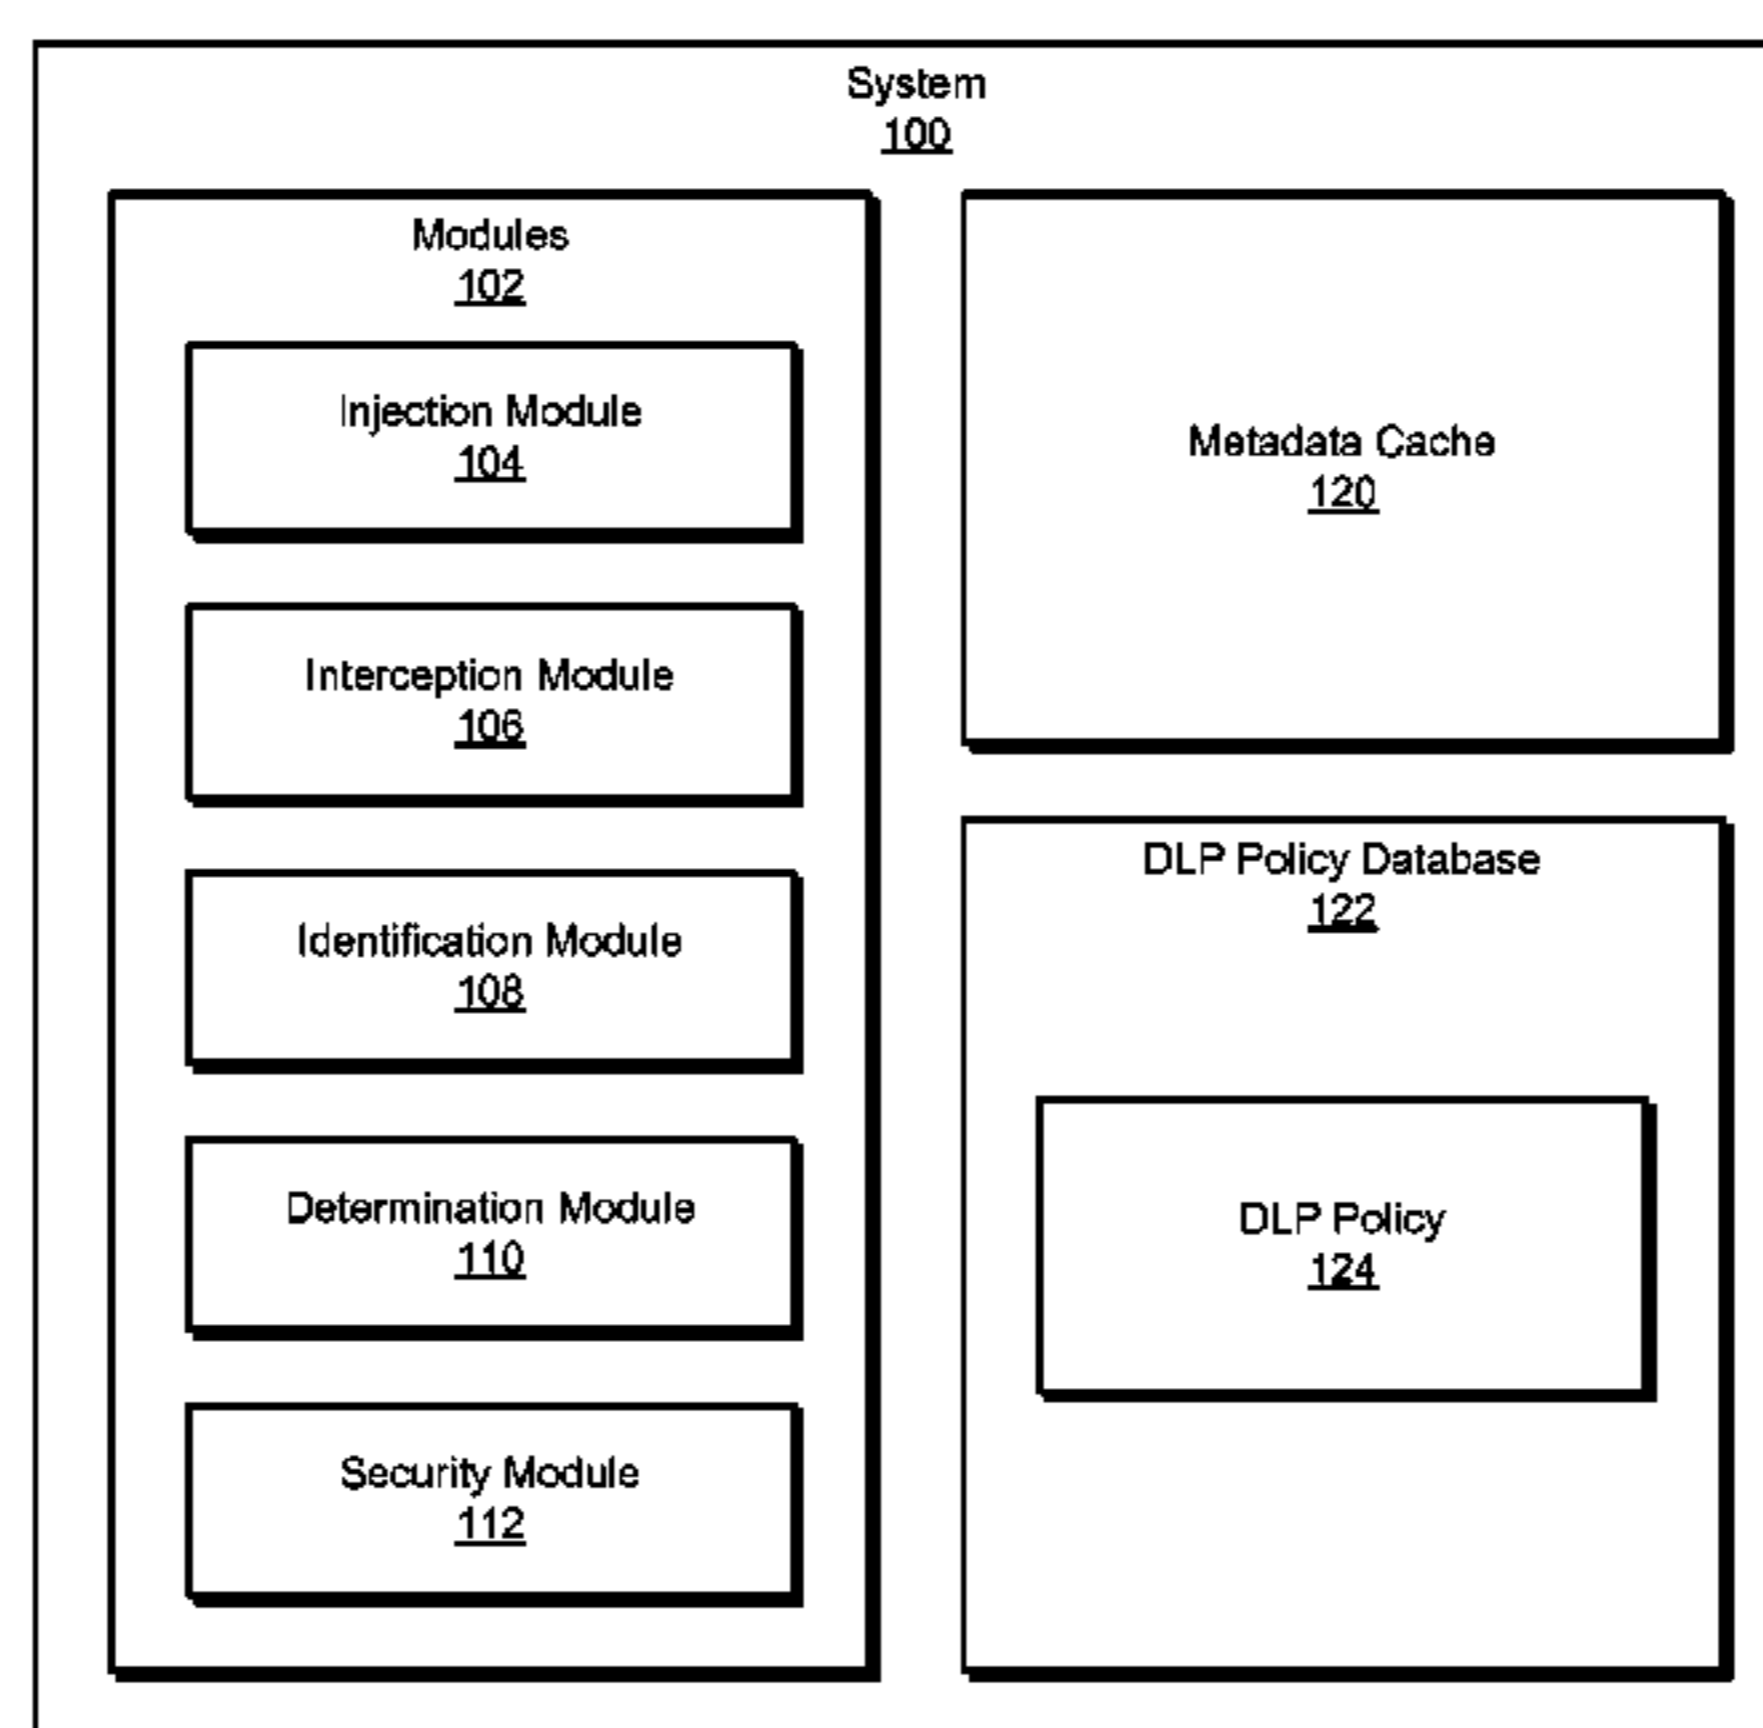 System
100
Modules
102
Injection Module
104
Interception Module
106
Identification Module
108
Determination Module
110
Security Module
112
Metadata Cache
120
DLP Policy Database
122
DLP Policy
124